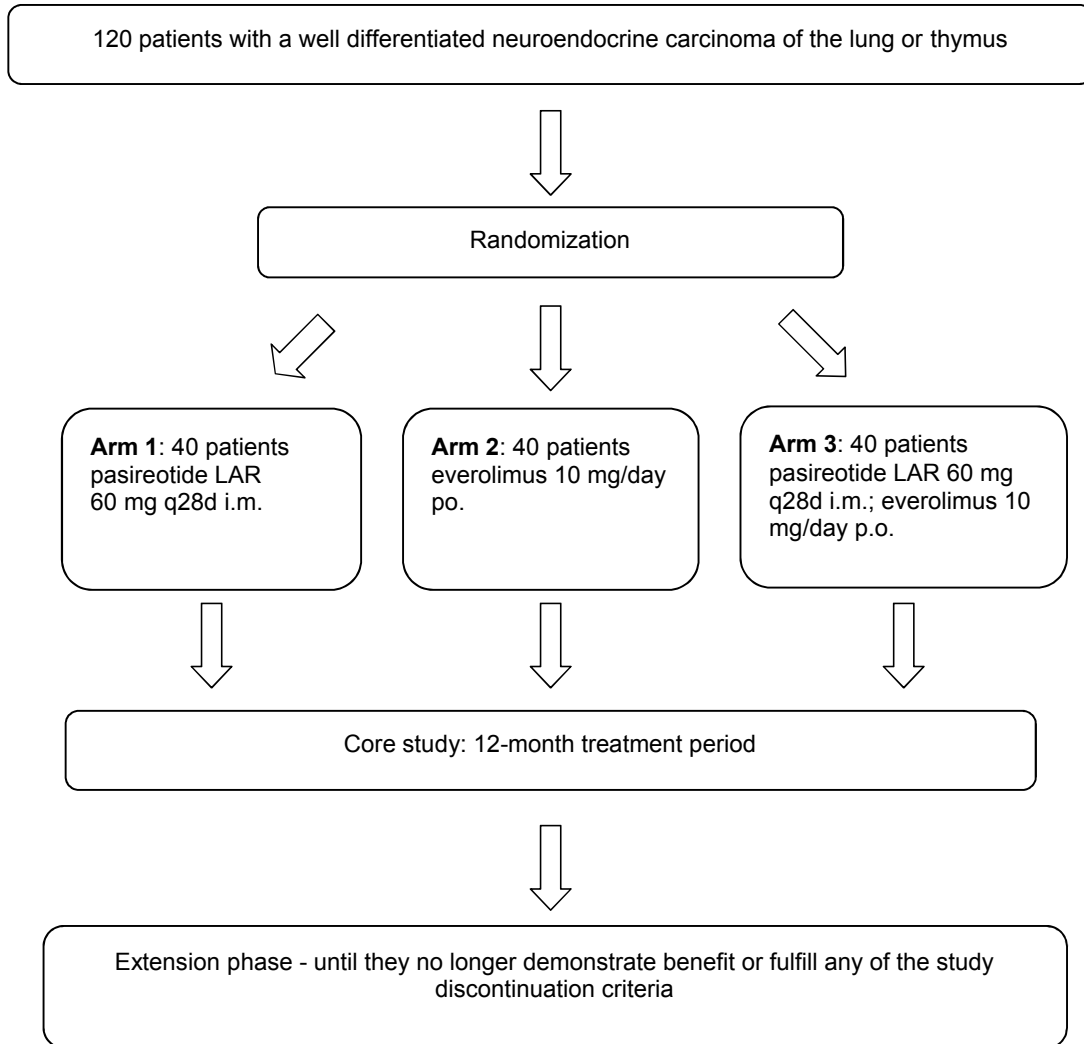 120 patients with a well differentiated neuroendocrine carcinoma of the lung or thymus
Randomization
Arm 1: 40 patients
pasireotide LAR
60 mg q28d i.m.
Arm 2: 40 patients
everolimus 10 mg/day
po.
Arm 3: 40 patients
pasireotide LAR 60 mg
q28d i.m.; everolimus 10
mg/day p.o.
Core study: 12-month treatment period
Extension phase - until they no longer demonstrate benefit or fulfill any of the study
discontinuation criteria